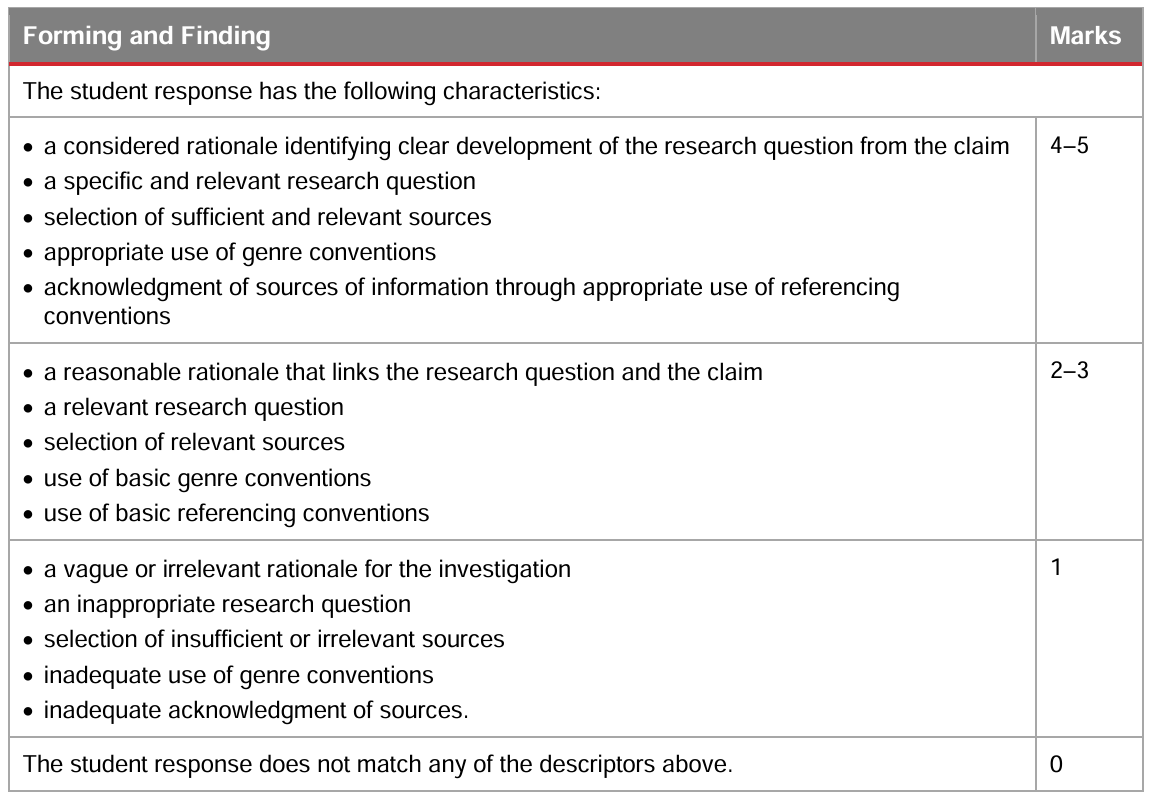 Forming and Finding Marks
The student response has the following characteristics:
• a considered rationale identifying clear development of the research question from the claim 4–5
• a specific and relevant research question
• selection of sufficient and relevant sources
• appropriate use of genre conventions
• acknowledgment of sources of information through appropriate use of referencing
conventions
• a reasonable rationale that links the research question and the claim 2–3
• a relevant research question
• selection of relevant sources
• use of basic genre conventions
• use of basic referencing conventions
• a vague or irrelevant rationale for the investigation 1
• an inappropriate research question
• selection of insufficient or irrelevant sources
• inadequate use of genre conventions
• inadequate acknowledgment of sources.
The student response does not match any of the descriptors above. 0